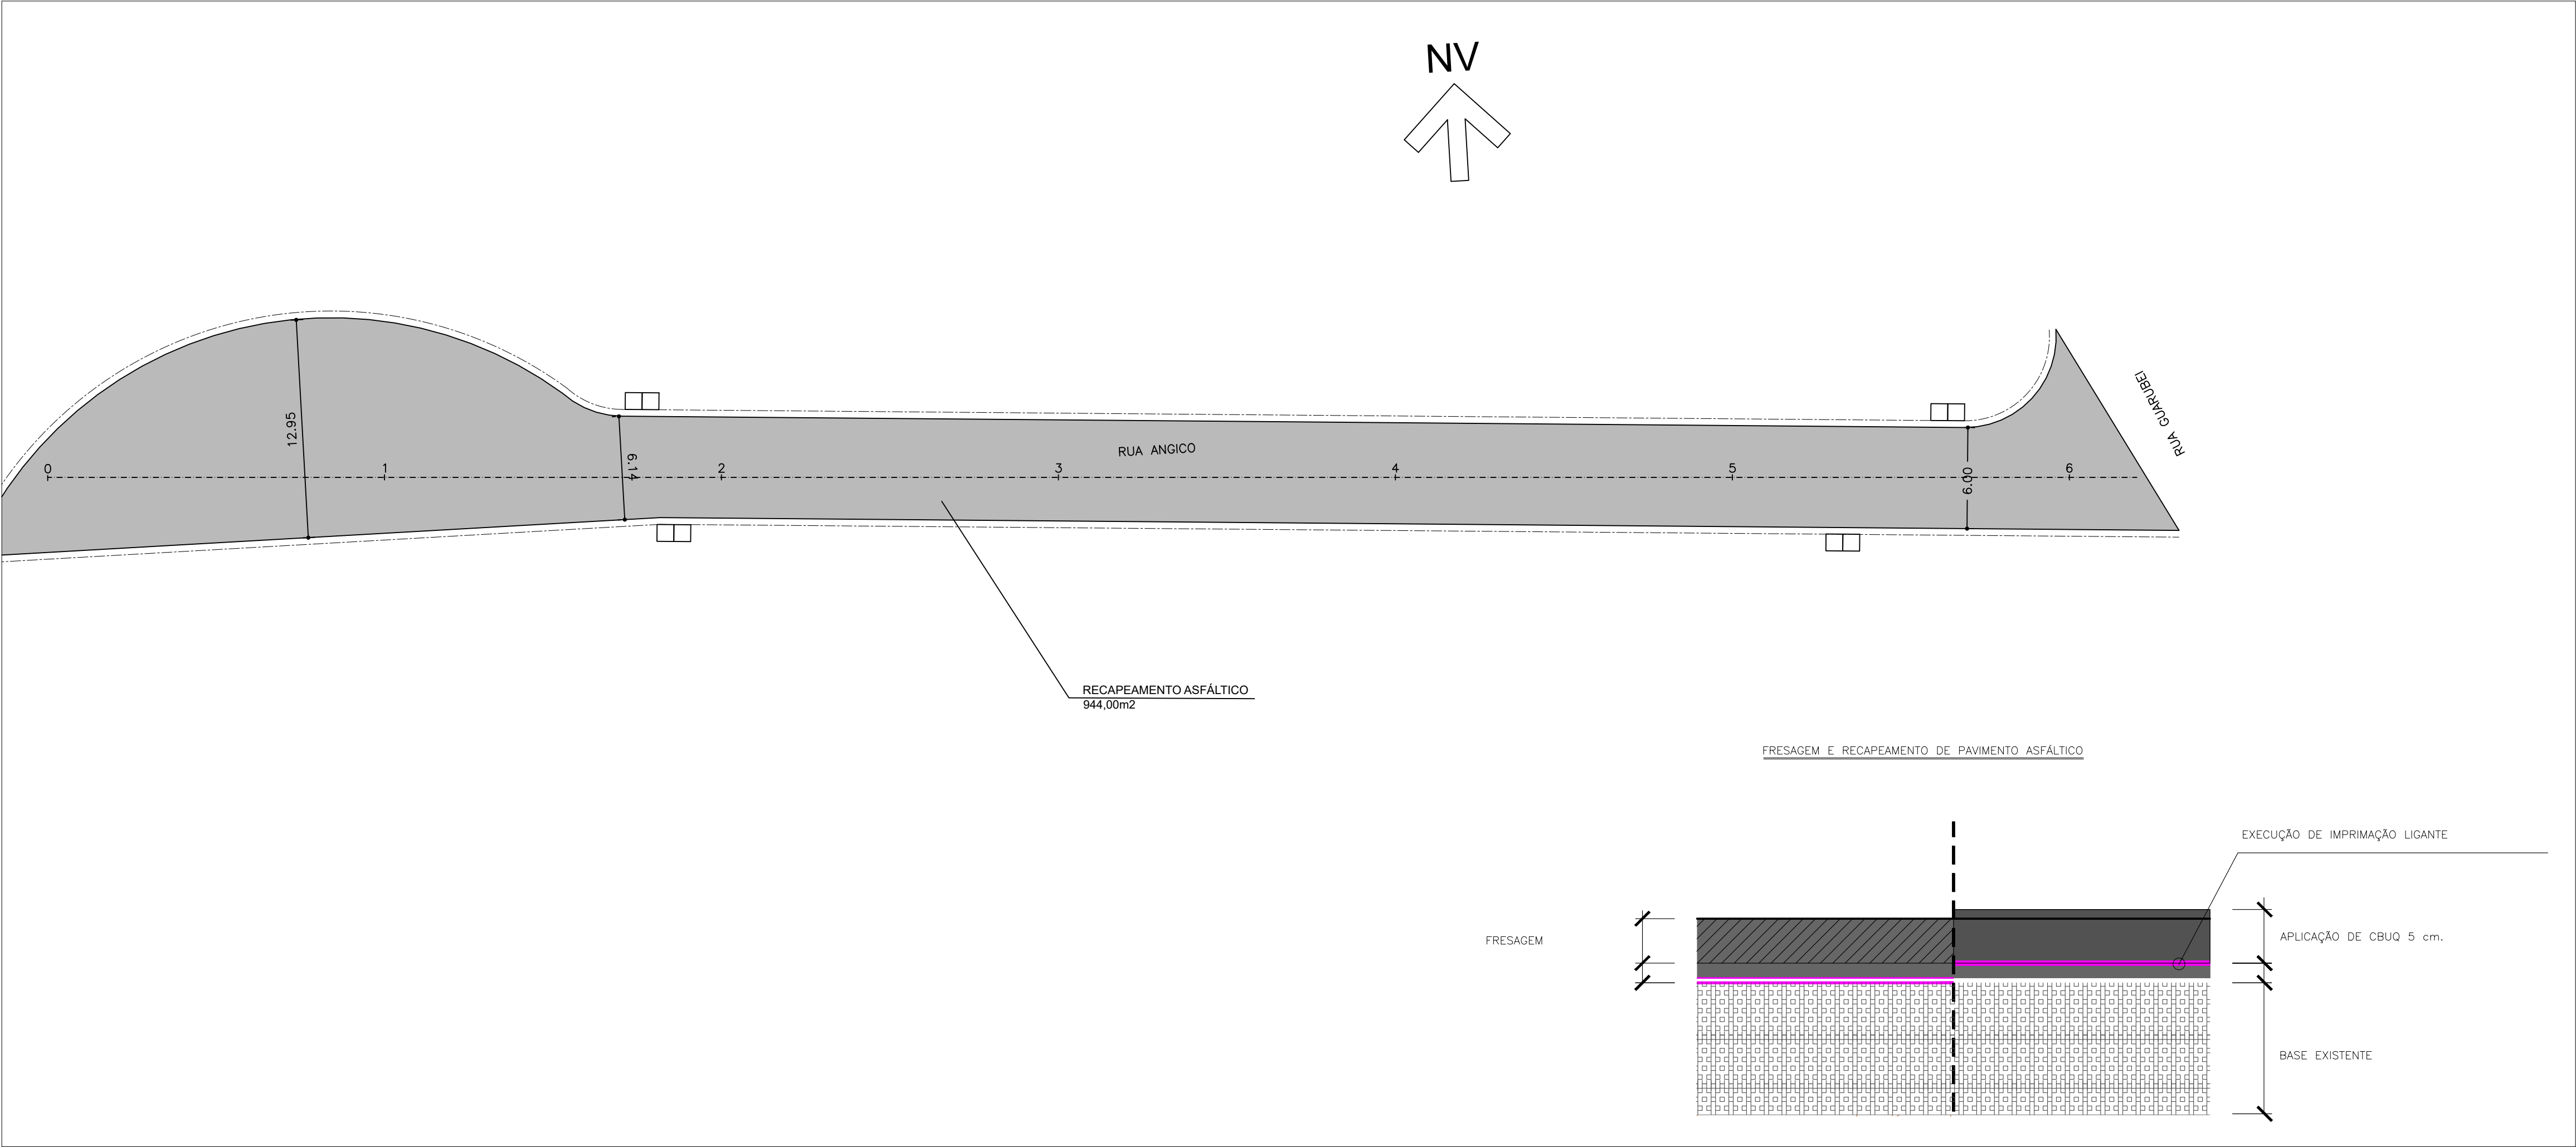 NV
12.95
6.14
RUA ANGICO
6.00
RUA GUARUBEI
0
1
2
3
4
5
6
RECAPEAMENTO ASFÁLTICO
944,00m2
FRESAGEM E RECAPEAMENTO DE PAVIMENTO ASFÁLTICO
EXECUÇÃO DE IMPRIMAÇÃO LIGANTE
FRESAGEM
APLICAÇÃO DE CBUQ 5 cm.
BASE EXISTENTE